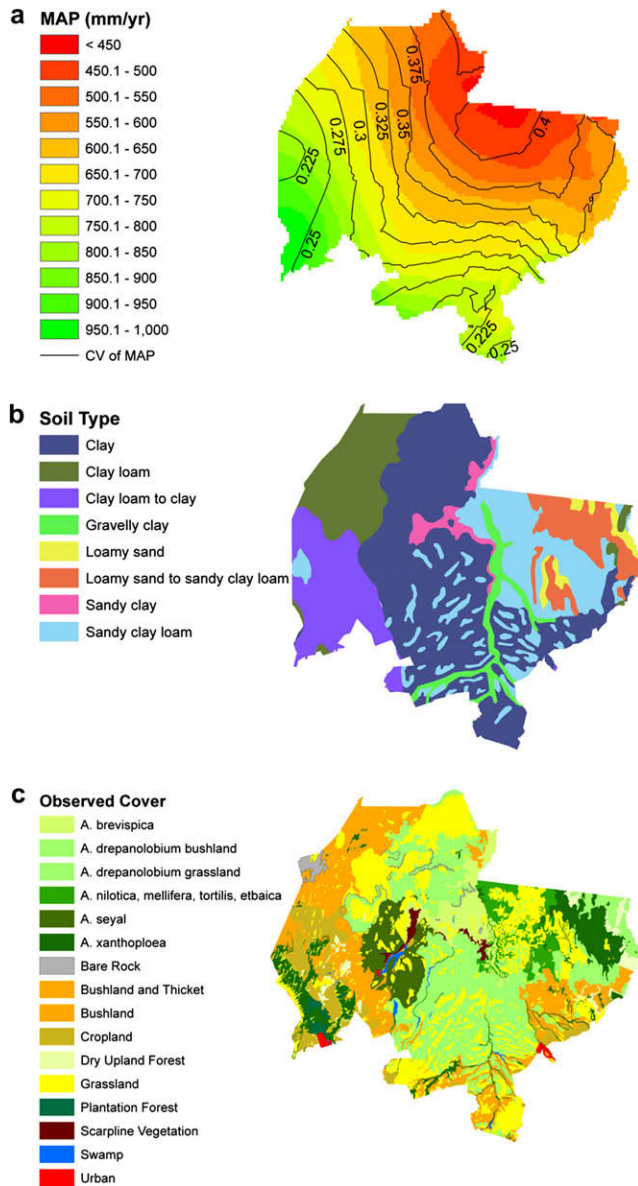 a
MAP (mm/yr)
< 450
450.1 - 500
500.1 - 550
550.1 - 600
600.1 - 650
650.1 - 700
700.1 - 750
750.1 - 800
800.1 - 850
850.1 - 900
900.1 - 950
950.1 - 1,000
CV of MAP
0.375
0.4
0.35
0.325
0.3
0.275
0.225
0.25
0.225
0.25
b
Soil Type
Clay
Clay loam
Clay loam to clay
Gravelly clay
Loamy sand
Loamy sand to sandy clay loam
Sandy clay
Sandy clay loam
c
Observed Cover
A. brevispica
A. drepanolobium bushland
A. drepanolobium grassland
A. nilotica, mellifera, tortilis, etbaica
A. seyal
A. xanthoploea
Bare Rock
Bushland and Thicket
Bushland
Cropland
Dry Upland Forest
Grassland
Plantation Forest
Scarpline Vegetation
Swamp
Urban